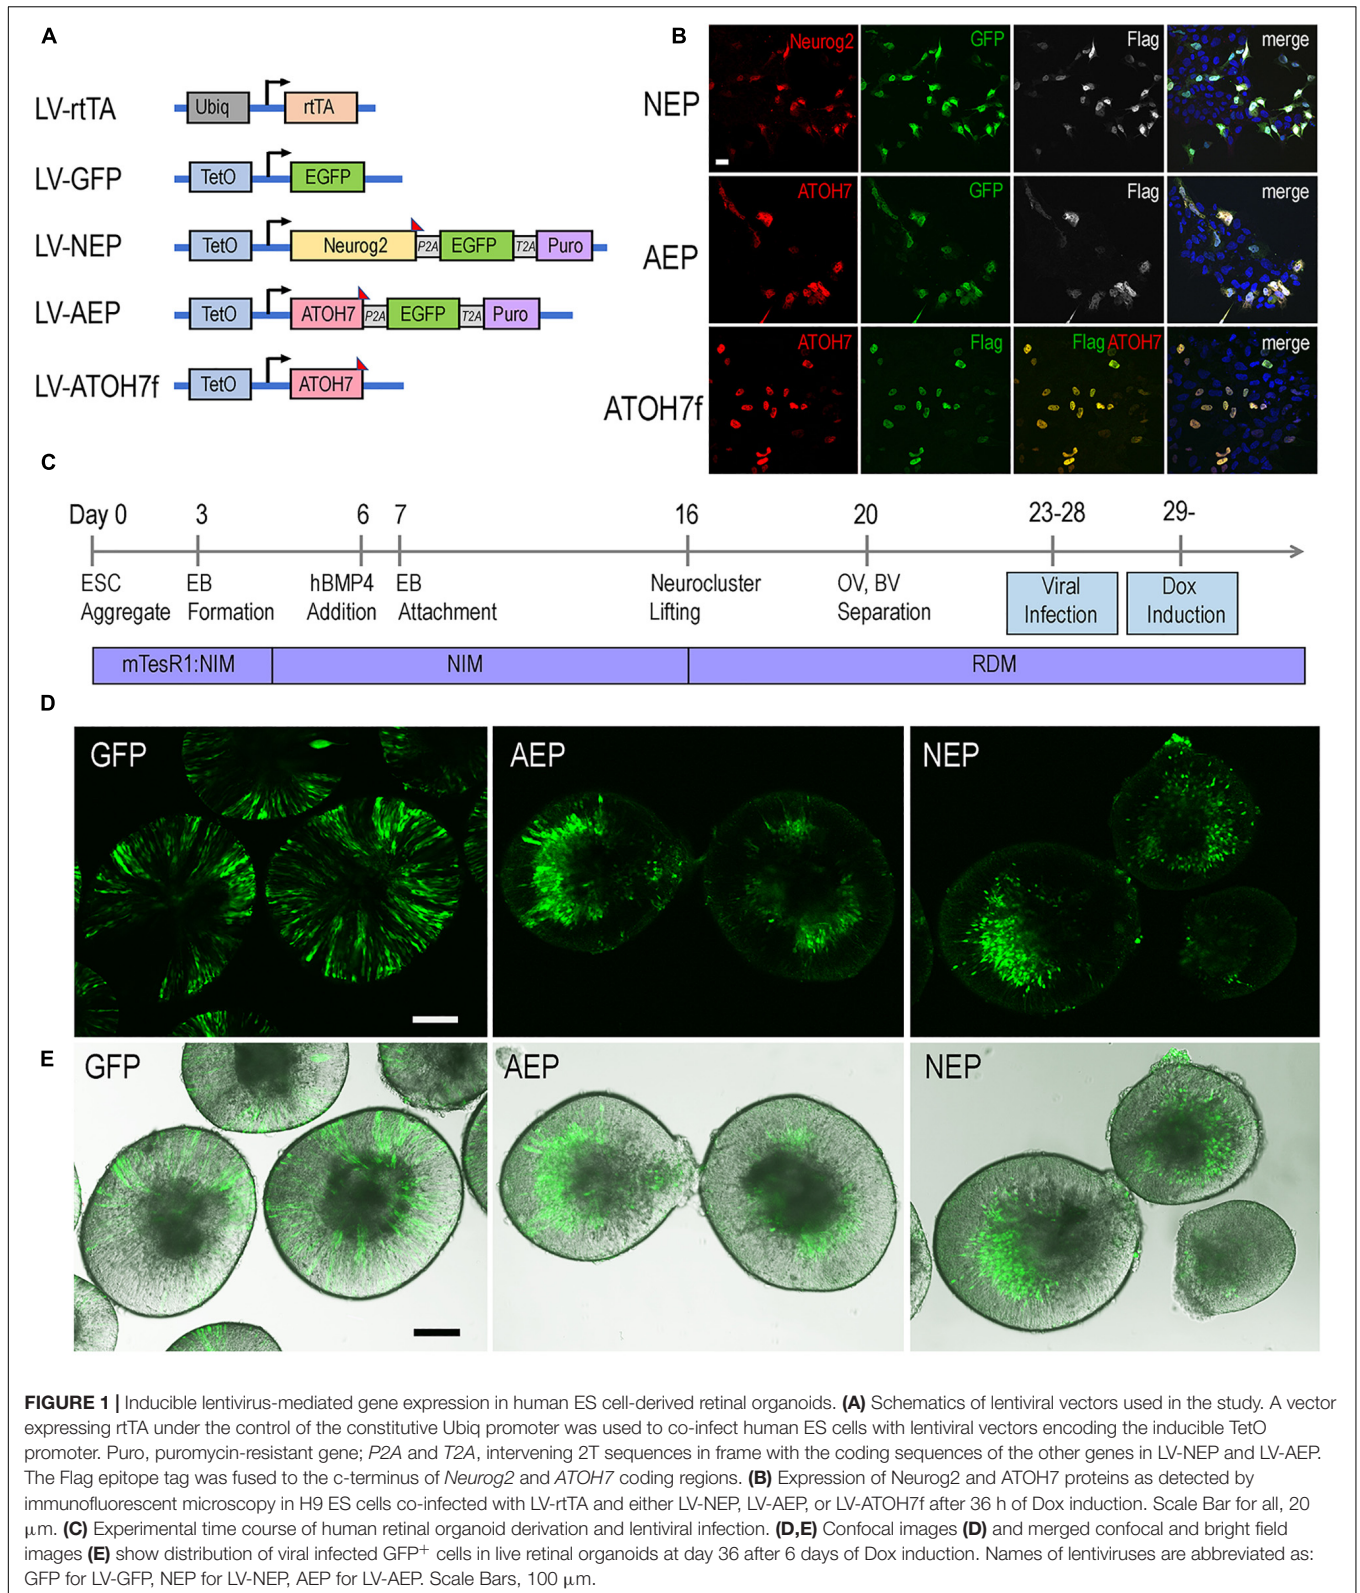 A
LV-rtTA
Ubiq
rtTA
LV-GFP
TetO
EGFP
LV-NEP
TetO
Neurog2
P2A
EGFP
T2A
Puro
LV-AEP
TetO
ATOH7
P2A
EGFP
T2A
Puro
LV-ATOH7f
TetO
ATOH7
B
NEP
Neurog2
GFP
Flag
merge
AEP
ATOH7
GFP
Flag
merge
ATOH7f
ATOH7
Flag
Flag ATOH7
merge
C
Day 0 3 6 7 16 20 23-28 29-
ESC Aggregate
EB Formation
hBMP4 Addition
EB Attachment
Neurocluster Lifting
OV, BV Separation
Viral Infection
Dox Induction
mTesR1:NIM NIM RDM
D
GFP
AEP
NEP
E
GFP
AEP
NEP
FIGURE 1 | Inducible lentivirus-mediated gene expression in human ES cell-derived retinal organoids. (A) Schematics of lentiviral vectors used in the study. A vector
expressing rtTA under the control of the constitutive Ubiq promoter was used to co-infect human ES cells with lentiviral vectors encoding the inducible TetO
promoter. Puro, puromycin-resistant gene; P2A and T2A, intervening 2T sequences in frame with the coding sequences of the other genes in LV-NEP and LV-AEP.
The Flag epitope tag was fused to the c-terminus of Neurog2 and ATOH7 coding regions. (B) Expression of Neurog2 and ATOH7 proteins as detected by
immunofluorescent microscopy in H9 ES cells co-infected with LV-rtTA and either LV-NEP, LV-AEP, or LV-ATOH7f after 36 h of Dox induction. Scale Bar for all, 20
μm. (C) Experimental time course of human retinal organoid derivation and lentiviral infection. (D,E) Confocal images (D) and merged confocal and bright field
images (E) show distribution of viral infected GFP+ cells in live retinal organoids at day 36 after 6 days of Dox induction. Names of lentiviruses are abbreviated as:
GFP for LV-GFP, NEP for LV-NEP, AEP for LV-AEP. Scale Bars, 100 μm.